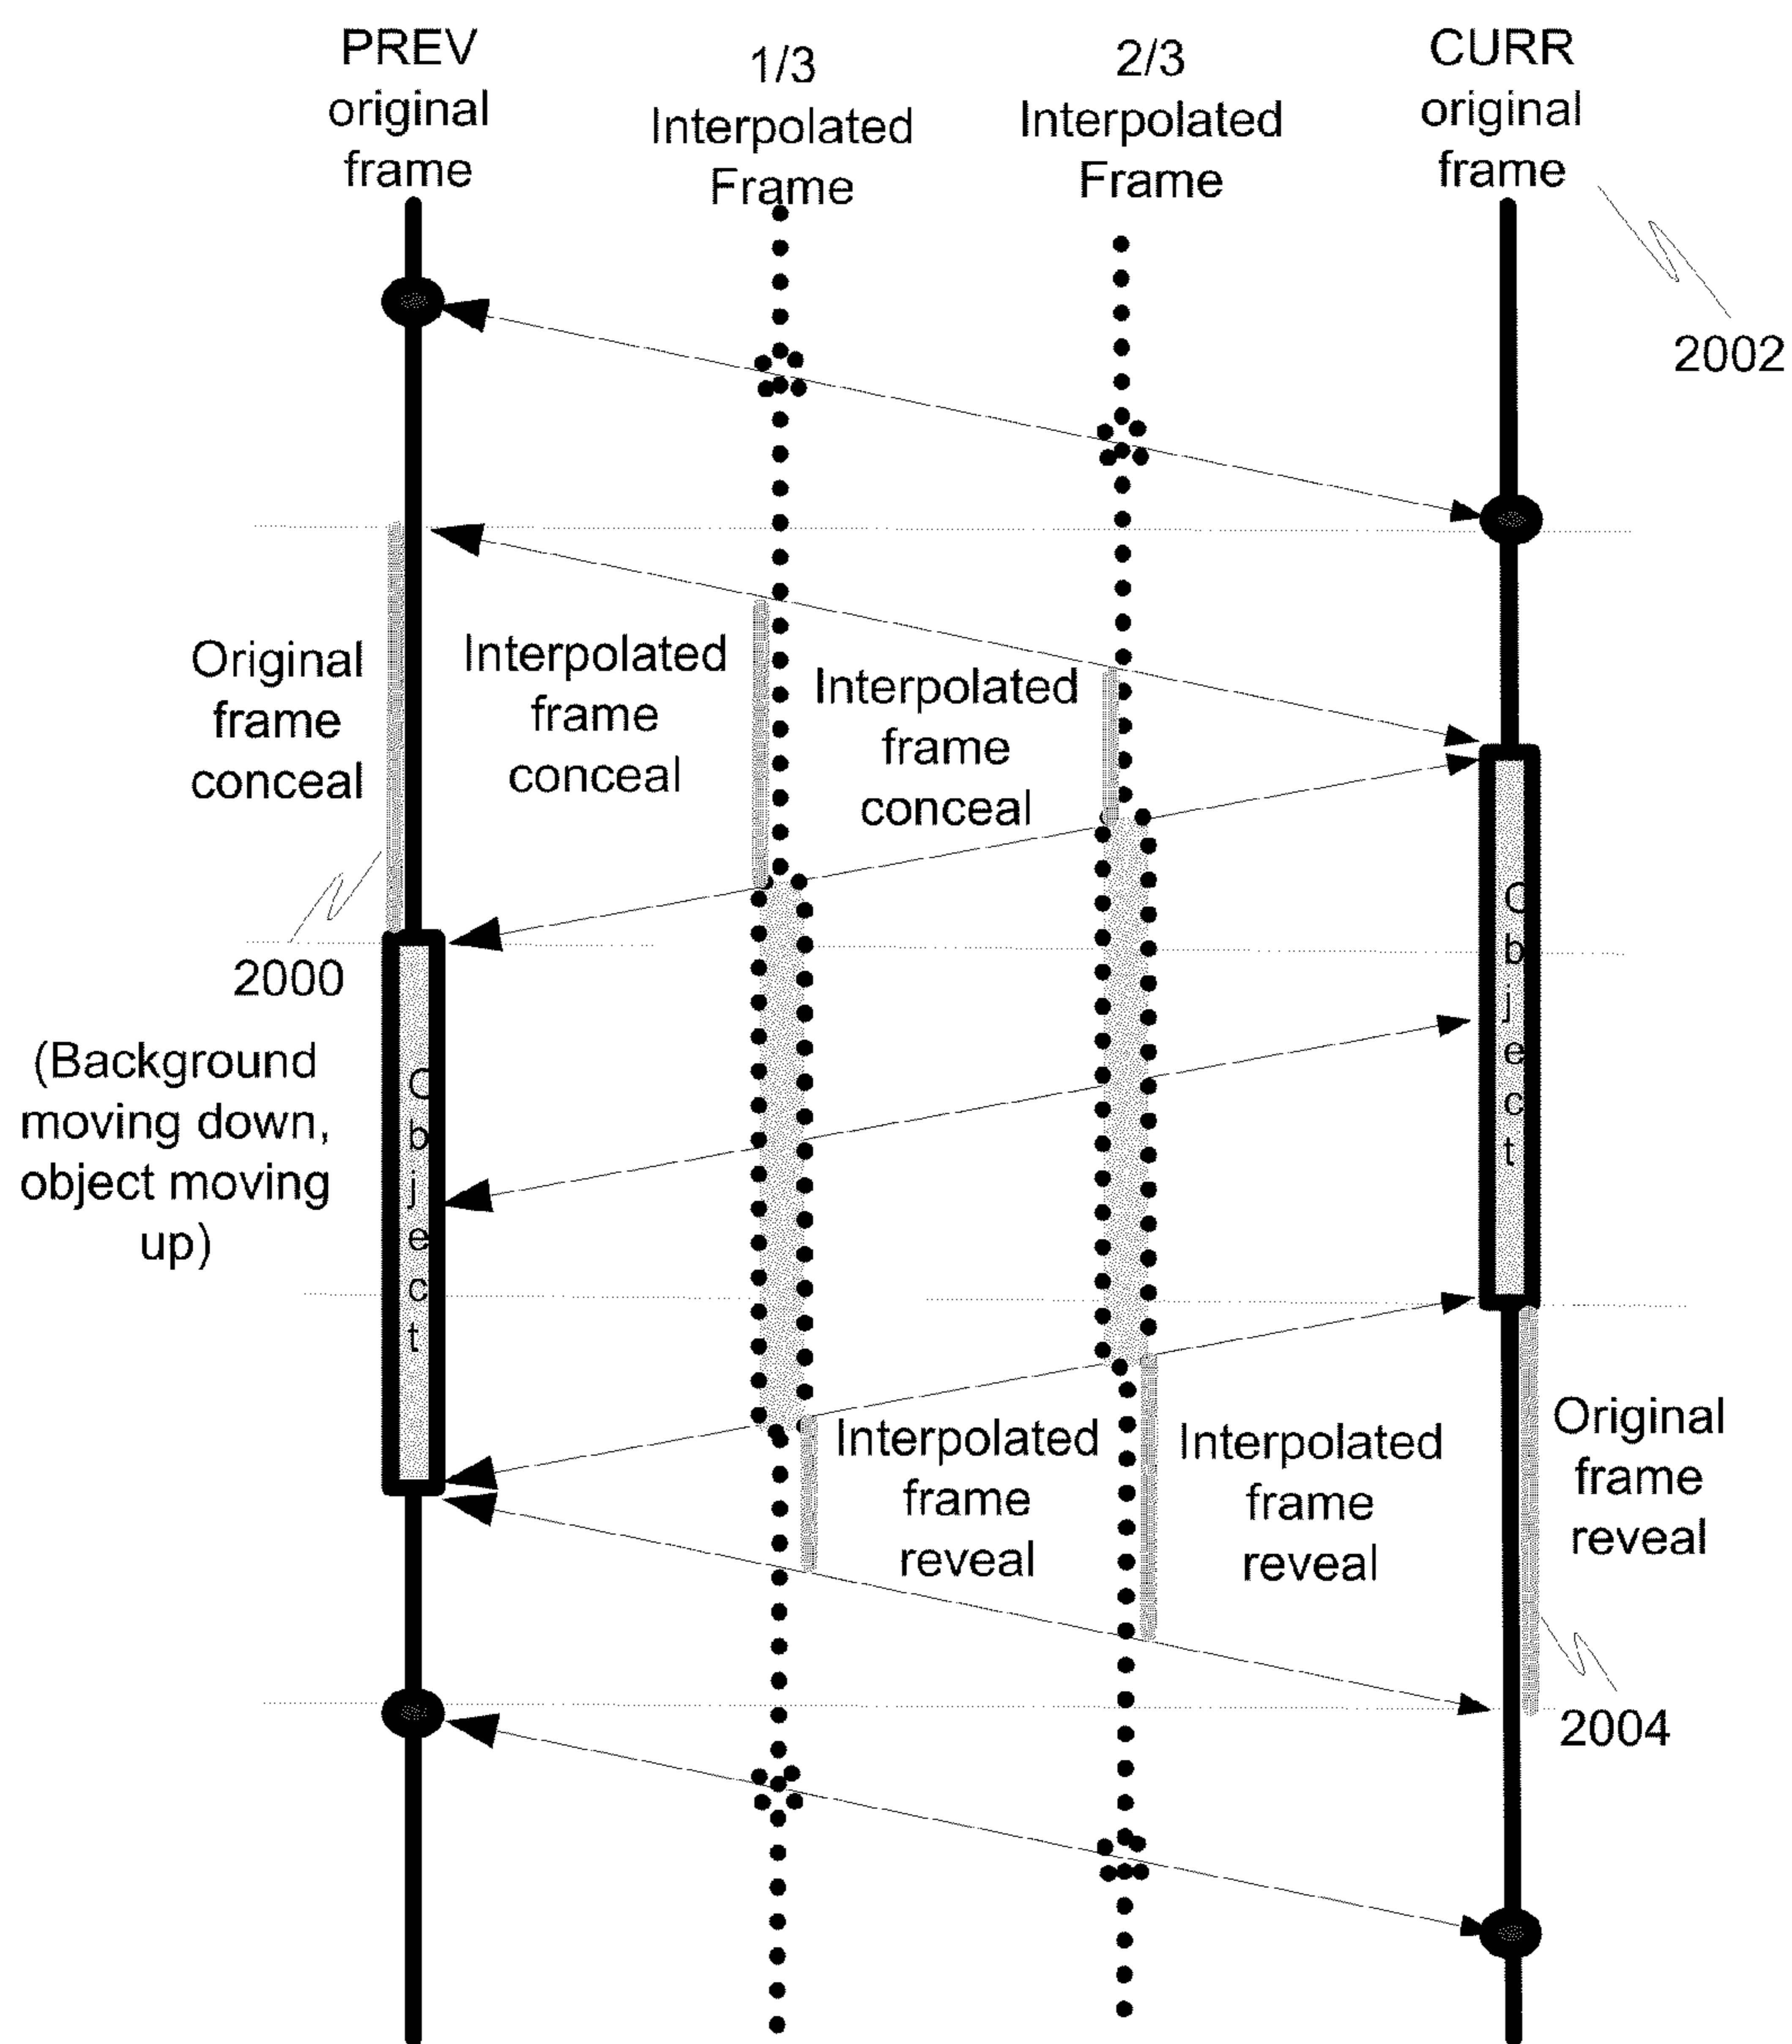 PREV
original
frame
1/3
Interpolated
Frame
2/3
Interpolated
Frame
CURR
original
frame
2002
Original
frame
conceal
Interpolated
frame
conceal
Interpolated
frame
conceal
2000
(Background
moving down,
object moving
up)
Object
Object
Interpolated
frame
reveal
Interpolated
frame
reveal
Original
frame
reveal
2004